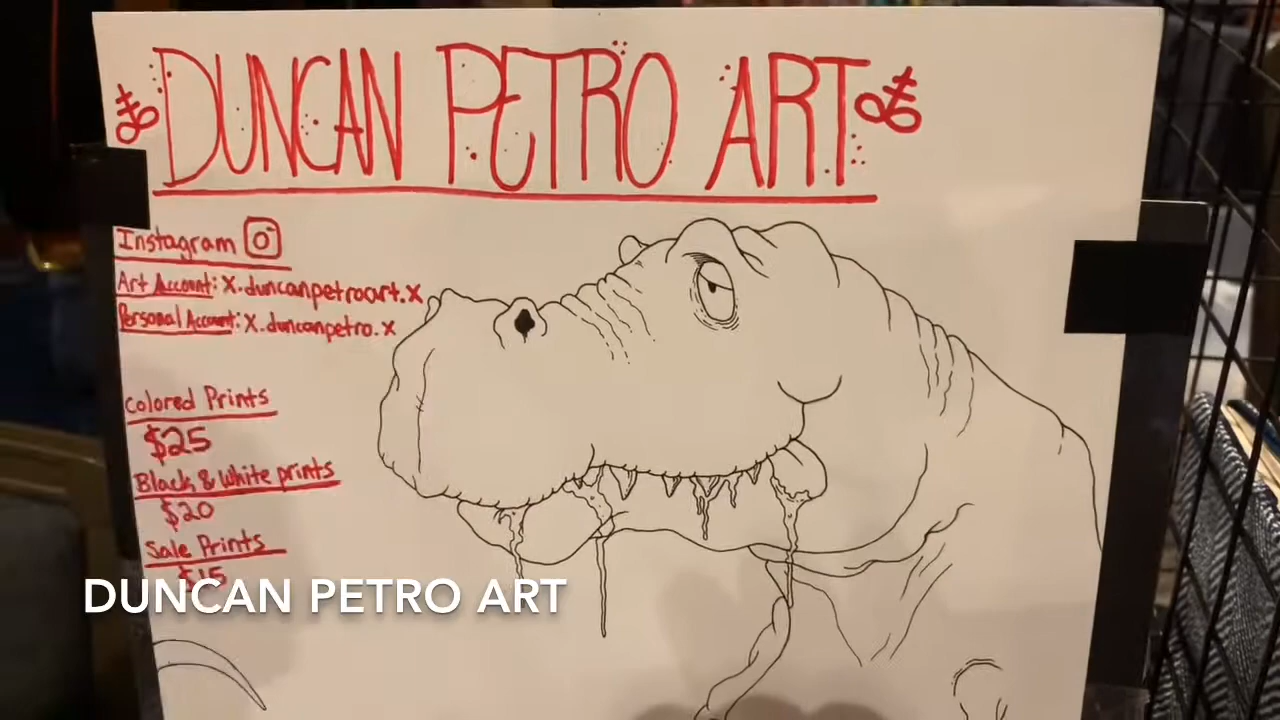 DUNCAN PETRO ART
Instagram
Art Account: X.duncanpetroart.X
Personal Account: X.duncanpetro.X
Colored Prints
$25
Black & White prints
$20
Sale Prints
$15
DUNCAN PETRO ART